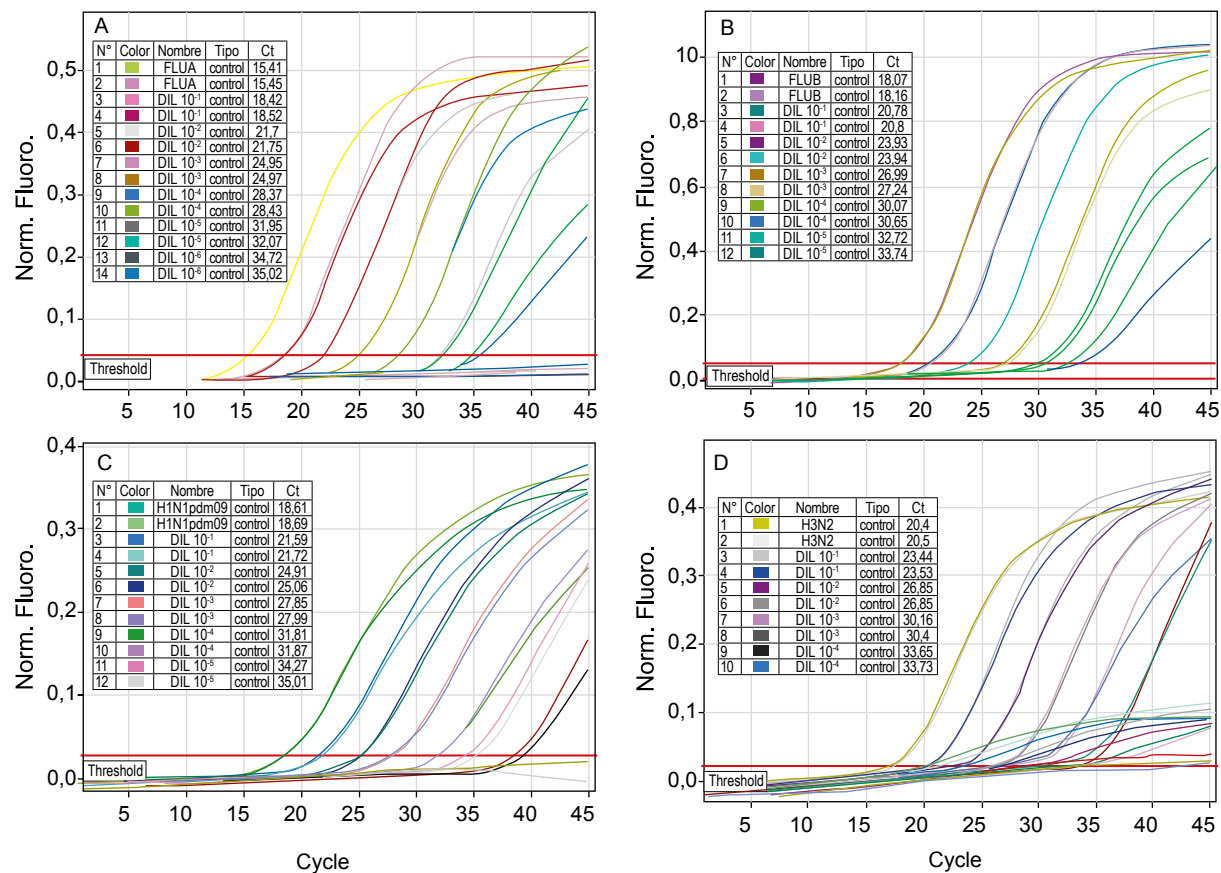 A
N° Color Nombre Tipo Ct
1 FLUA control 15,41
2 FLUA control 15,45
3 DIL 10-1 control 18,42
4 DIL 10-1 control 18,52
5 DIL 10-2 control 21,7
6 DIL 10-2 control 21,75
7 DIL 10-3 control 24,95
8 DIL 10-3 control 24,97
9 DIL 10-4 control 28,37
10 DIL 10-4 control 28,43
11 DIL 10-5 control 31,95
12 DIL 10-5 control 32,07
13 DIL 10-6 control 34,72
14 DIL 10-6 control 35,02
Norm. Fluoro.
0,5
0,4
0,3
0,2
0,1
0,0
Threshold
5 10 15 20 25 30 35 40 45
B
N° Color Nombre Tipo Ct
1 FLUB control 18,07
2 FLUB control 18,16
3 DIL 10-1 control 20,78
4 DIL 10-1 control 20,8
5 DIL 10-2 control 23,93
6 DIL 10-2 control 23,94
7 DIL 10-3 control 26,99
8 DIL 10-3 control 27,24
9 DIL 10-4 control 30,07
10 DIL 10-4 control 30,65
11 DIL 10-5 control 32,72
12 DIL 10-5 control 33,74
Norm. Fluoro.
10
0,8
0,6
0,4
0,2
0,0
Threshold
5 10 15 20 25 30 35 40 45
C
N° Color Nombre Tipo Ct
1 H1N1pdm09 control 18,61
2 H1N1pdm09 control 18,69
3 DIL 10-1 control 21,59
4 DIL 10-1 control 21,72
5 DIL 10-2 control 24,91
6 DIL 10-2 control 25,06
7 DIL 10-3 control 27,85
8 DIL 10-3 control 27,99
9 DIL 10-4 control 31,81
10 DIL 10-4 control 31,87
11 DIL 10-5 control 34,27
12 DIL 10-5 control 35,01
Norm. Fluoro.
0,4
0,3
0,2
0,1
0,0
Threshold
5 10 15 20 25 30 35 40 45
Cycle
D
N° Color Nombre Tipo Ct
1 H3N2 control 20,4
2 H3N2 control 20,5
3 DIL 10-1 control 23,44
4 DIL 10-1 control 23,53
5 DIL 10-2 control 26,85
6 DIL 10-2 control 26,85
7 DIL 10-3 control 30,16
8 DIL 10-3 control 30,4
9 DIL 10-4 control 33,65
10 DIL 10-4 control 33,73
Norm. Fluoro.
0,4
0,3
0,2
0,1
0,0
Threshold
5 10 15 20 25 30 35 40 45
Cycle